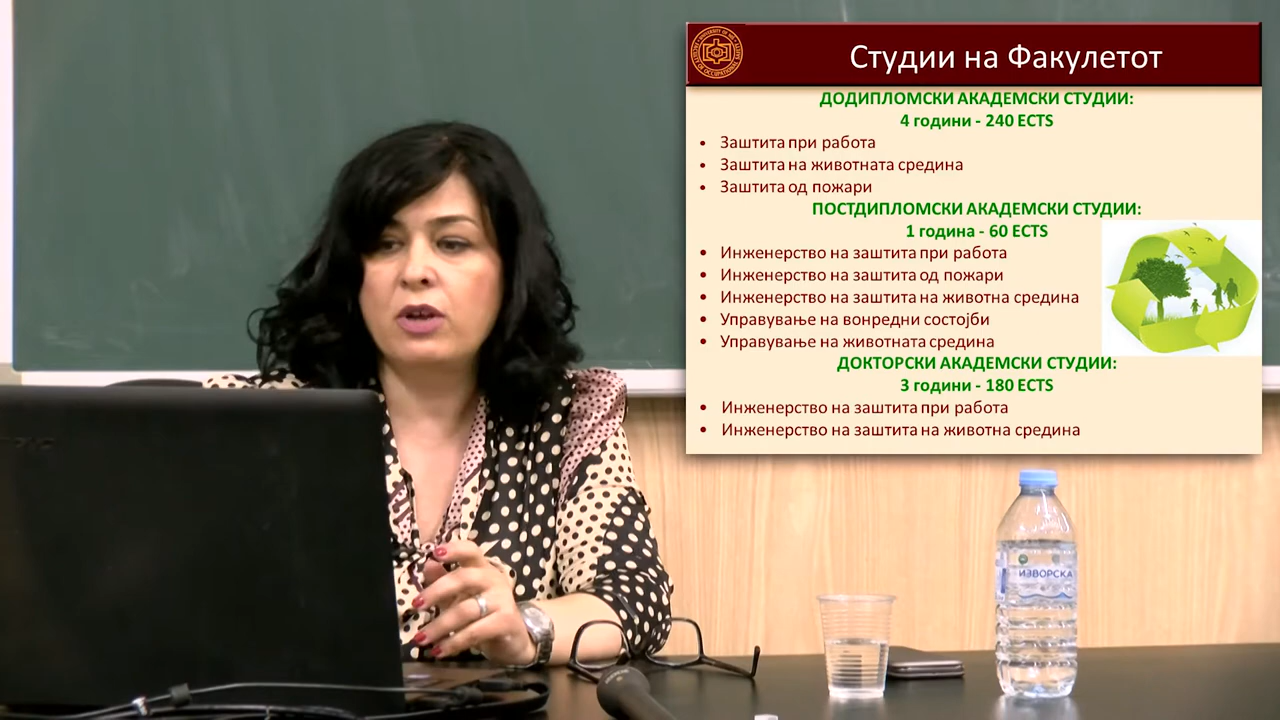 Студии на Факултетот
ДОДИПЛОМСКИ АКАДЕМСКИ СТУДИИ:
4 години - 240 ECTS
• Заштита при работа
• Заштита на животната средина
• Заштита од пожари
ПОСТДИПЛОМСКИ АКАДЕМСКИ СТУДИИ:
1 година - 60 ECTS
• Инженерство на заштита при работа
• Инженерство на заштита од пожари
• Инженерство на заштита на животна средина
• Управување на вонредни состојби
• Управување на животната средина
ДОКТОРСКИ АКАДЕМСКИ СТУДИИ:
3 години - 180 ECTS
• Инженерство на заштита при работа
• Инженерство на заштита на животна средина
ИЗВОРСКА